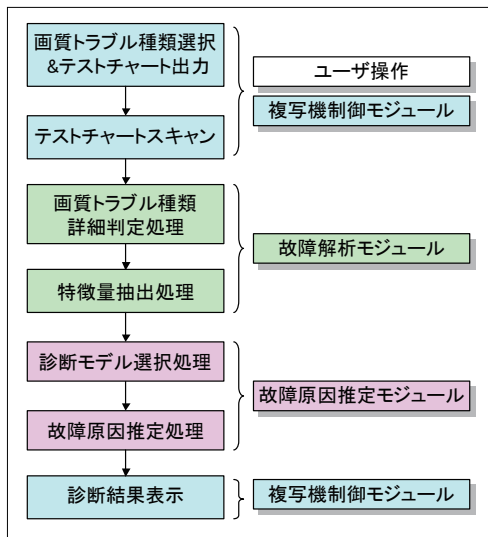 画質トラブル種類選択
&テストチャート出力
ユーザ操作
複写機制御モジュール
テストチャートスキャン
画質トラブル種類
詳細判定処理
故障解析モジュール
特徴量抽出処理
診断モデル選択処理
故障原因推定モジュール
故障原因推定処理
診断結果表示
複写機制御モジュール